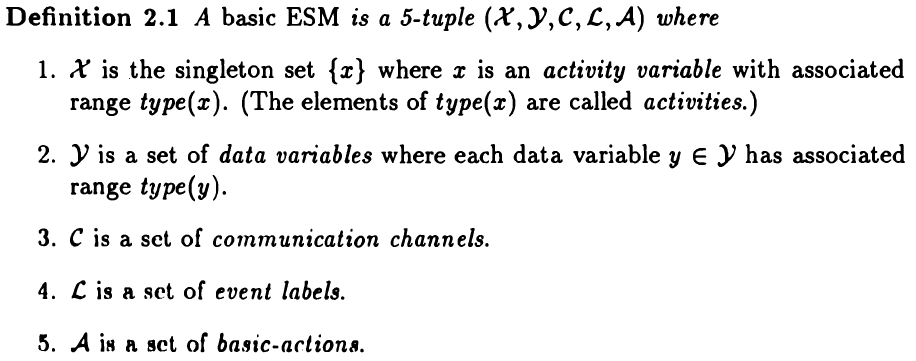 Definition 2.1 A basic ESM is a 5-tuple (𝒳, 𝒴, 𝒞, ℒ, 𝒜) where
1. 𝒳 is the singleton set {x} where x is an activity variable with associated
range type(x). (The elements of type(x) are called activities.)
2. 𝒴 is a set of data variables where each data variable y ∈ 𝒴 has associated
range type(y).
3. 𝒞 is a set of communication channels.
4. ℒ is a set of event labels.
5. 𝒜 is a set of basic-actions.